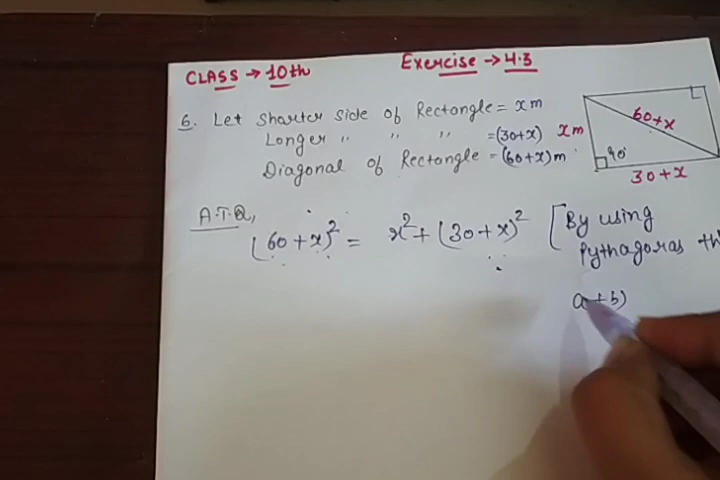 CLASS → 10th
Exercise → 4.3
6. Let Sharter side of Rectangle = x m
Longer " " " = (30+x)
Diagonal of Rectangle = (60+x) m
x m
60+x
90°
30+x
A.T.Q,
(60+x)² = x² + (30+x)² [By using
Pythagoras th
a+b)